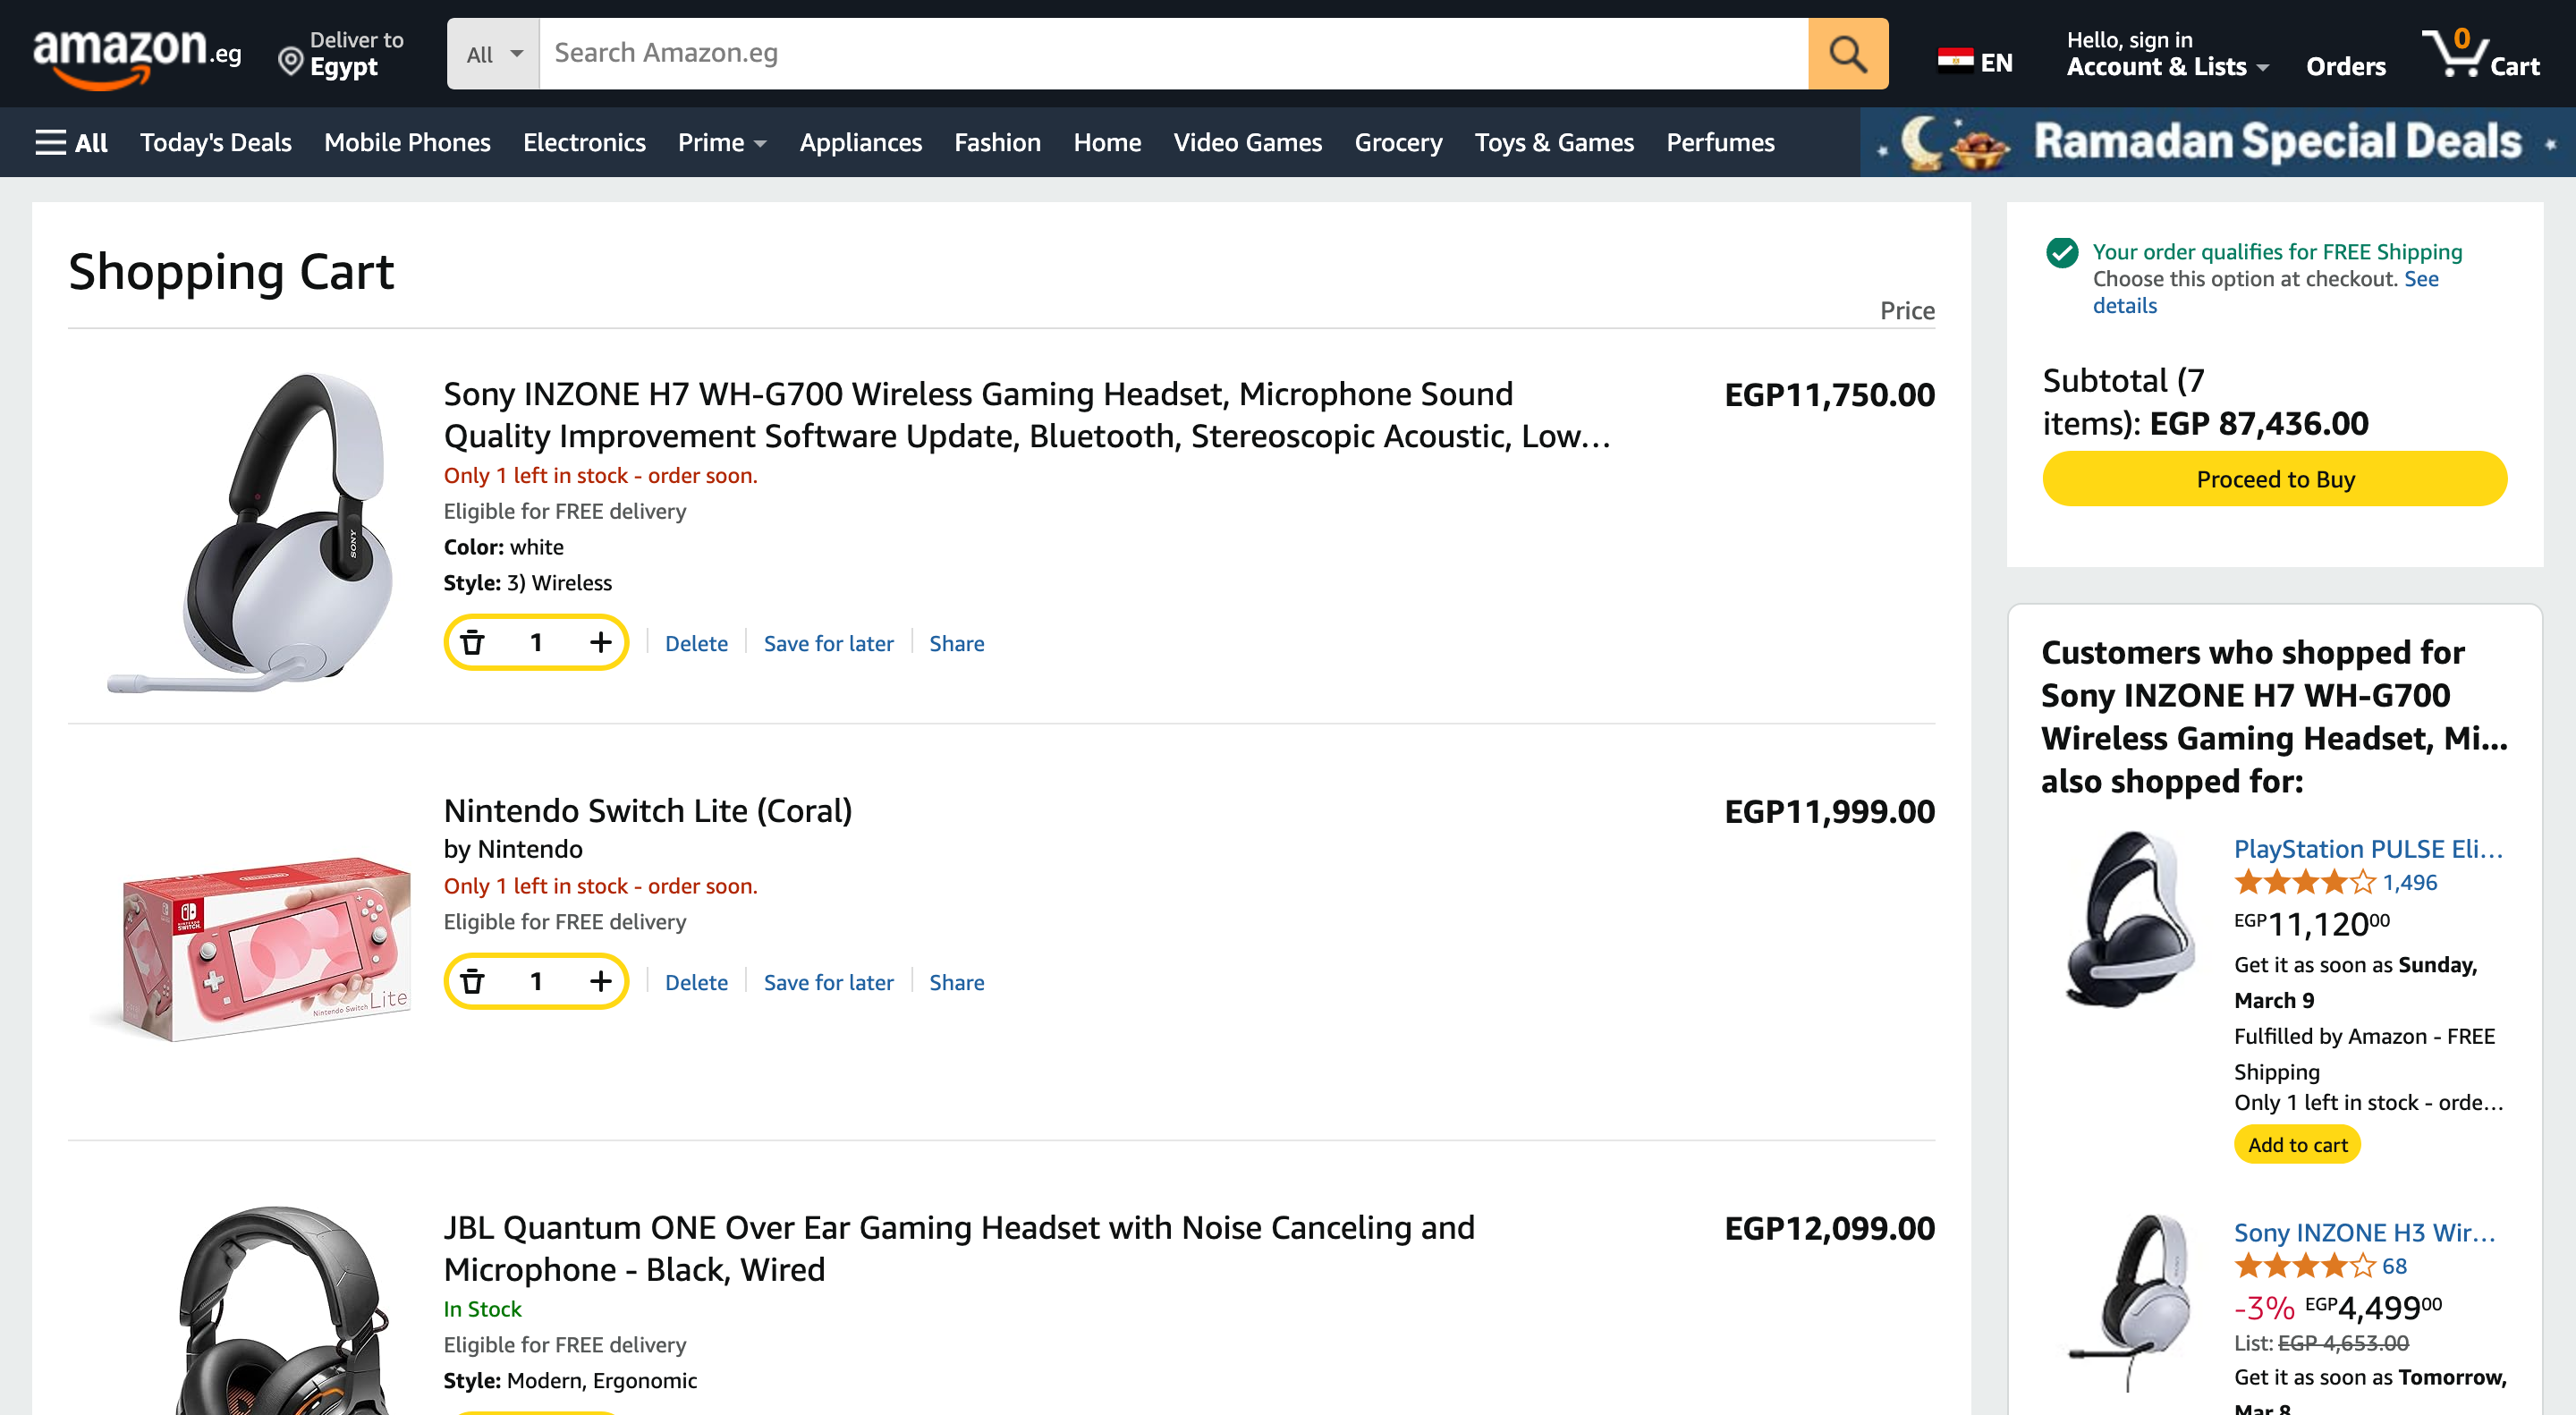 amazon.eg
Deliver to
Egypt
All
Search Amazon.eg
EN
Hello, sign in
Account & Lists
Orders
0
Cart
All
Today's Deals
Mobile Phones
Electronics
Prime
Appliances
Fashion
Home
Video Games
Grocery
Toys & Games
Perfumes
Ramadan Special Deals
Shopping Cart
Price
Sony INZONE H7 WH-G700 Wireless Gaming Headset, Microphone Sound
Quality Improvement Software Update, Bluetooth, Stereoscopic Acoustic, Low…
EGP11,750.00
Only 1 left in stock - order soon.
Eligible for FREE delivery
Color: white
Style: 3) Wireless
1
Delete
Save for later
Share
SONY
Nintendo Switch Lite (Coral)
EGP11,999.00
by Nintendo
Only 1 left in stock - order soon.
Eligible for FREE delivery
1
Delete
Save for later
Share
NINTENDO
SWITCH
Nintendo Switch Lite
JBL Quantum ONE Over Ear Gaming Headset with Noise Canceling and
Microphone - Black, Wired
EGP12,099.00
In Stock
Eligible for FREE delivery
Style: Modern, Ergonomic
Your order qualifies for FREE Shipping
Choose this option at checkout. See
details
Subtotal (7
items): EGP 87,436.00
Proceed to Buy
Customers who shopped for
Sony INZONE H7 WH-G700
Wireless Gaming Headset, Mi...
also shopped for:
PlayStation PULSE Eli…
1,496
EGP11,12000
Get it as soon as Sunday,
March 9
Fulfilled by Amazon - FREE
Shipping
Only 1 left in stock - orde…
Add to cart
Sony INZONE H3 Wir…
68
-3% EGP4,49900
List: EGP 4,653.00
Get it as soon as Tomorrow,
Mar 8